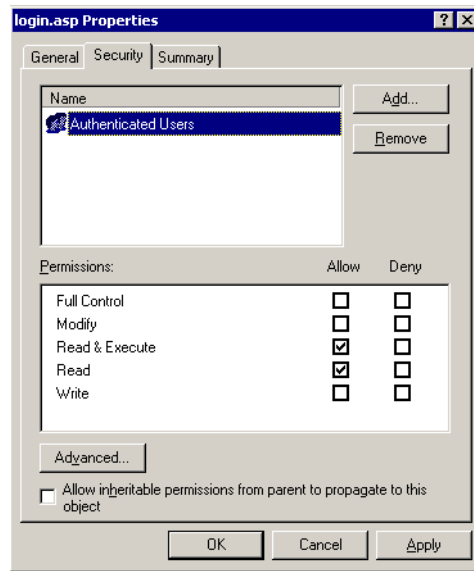 login.asp Properties
General Security Summary
Name
Add...
Authenticated Users
Remove
Permissions: Allow Deny
Full Control
Modify
Read & Execute
Read
Write
Advanced...
Allow inheritable permissions from parent to propagate to this
object
OK Cancel Apply